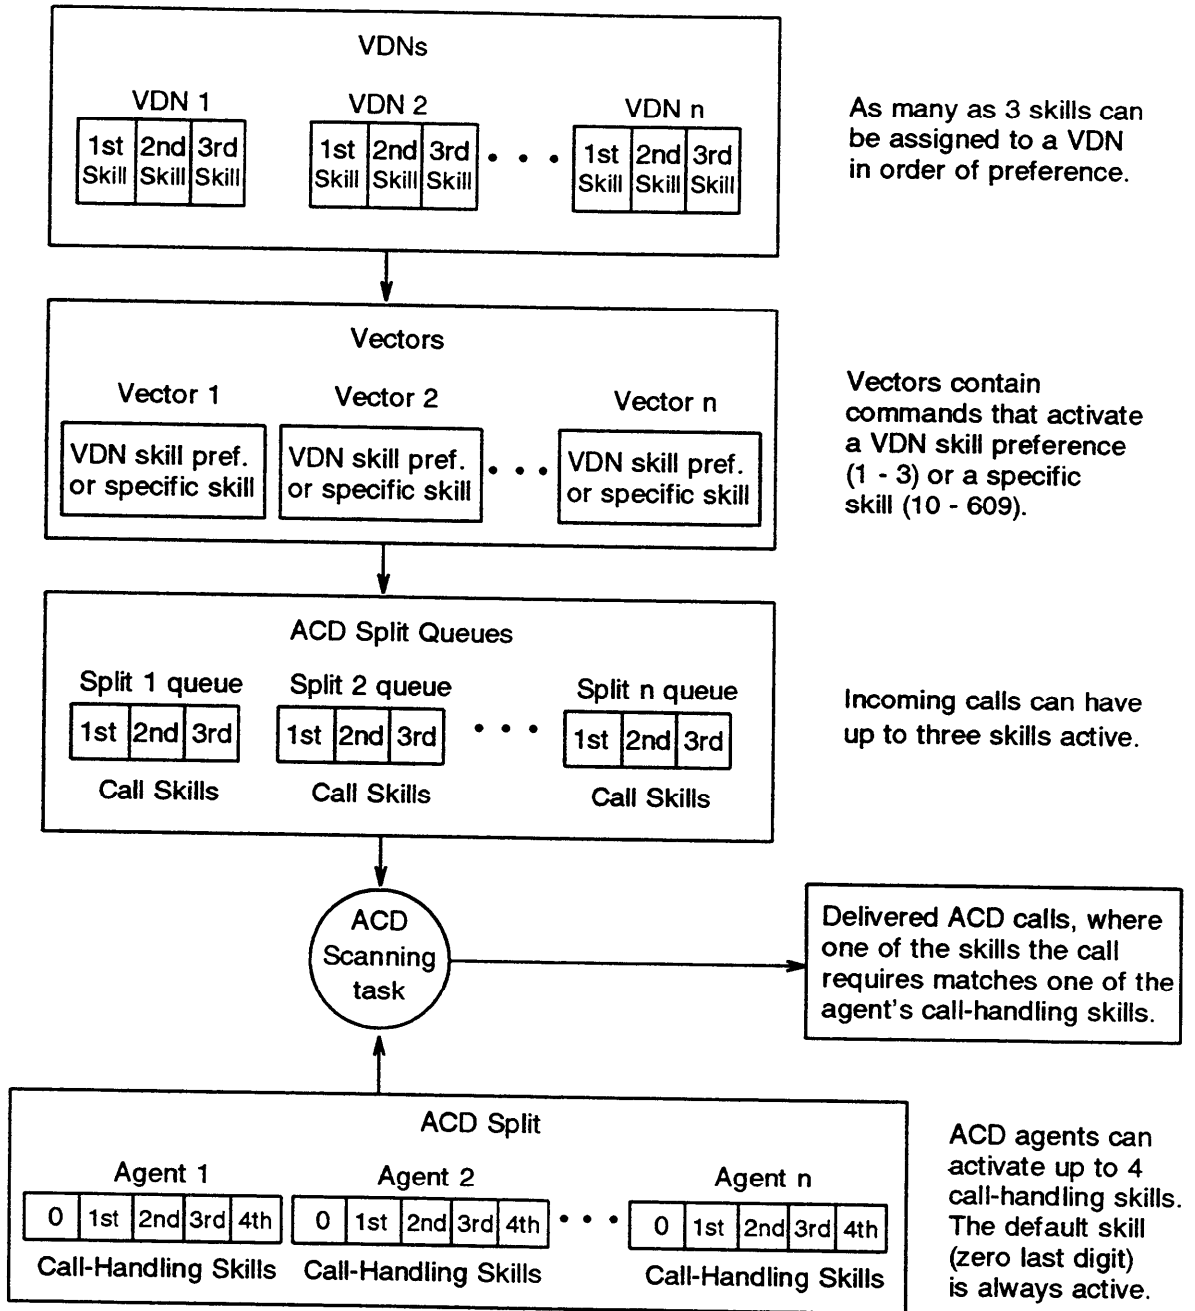 VDNs
VDN 1
VDN 2
VDN n
1st 2nd 3rd
Skill Skill Skill
1st 2nd 3rd
Skill Skill Skill
• • •
1st 2nd 3rd
Skill Skill Skill
As many as 3 skills can
be assigned to a VDN
in order of preference.
Vectors
Vector 1
Vector 2
Vector n
VDN skill pref.
or specific skill
VDN skill pref.
or specific skill
• • •
VDN skill pref.
or specific skill
Vectors contain
commands that activate
a VDN skill preference
(1 - 3) or a specific
skill (10 - 609).
ACD Split Queues
Split 1 queue
Split 2 queue
Split n queue
1st 2nd 3rd
1st 2nd 3rd
• • •
1st 2nd 3rd
Call Skills
Call Skills
Call Skills
Incoming calls can have
up to three skills active.
ACD
Scanning
task
Delivered ACD calls, where
one of the skills the call
requires matches one of the
agent's call-handling skills.
ACD Split
Agent 1
Agent 2
Agent n
0 1st 2nd 3rd 4th
0 1st 2nd 3rd 4th
• • •
0 1st 2nd 3rd 4th
Call-Handling Skills
Call-Handling Skills
Call-Handling Skills
ACD agents can
activate up to 4
call-handling skills.
The default skill
(zero last digit)
is always active.